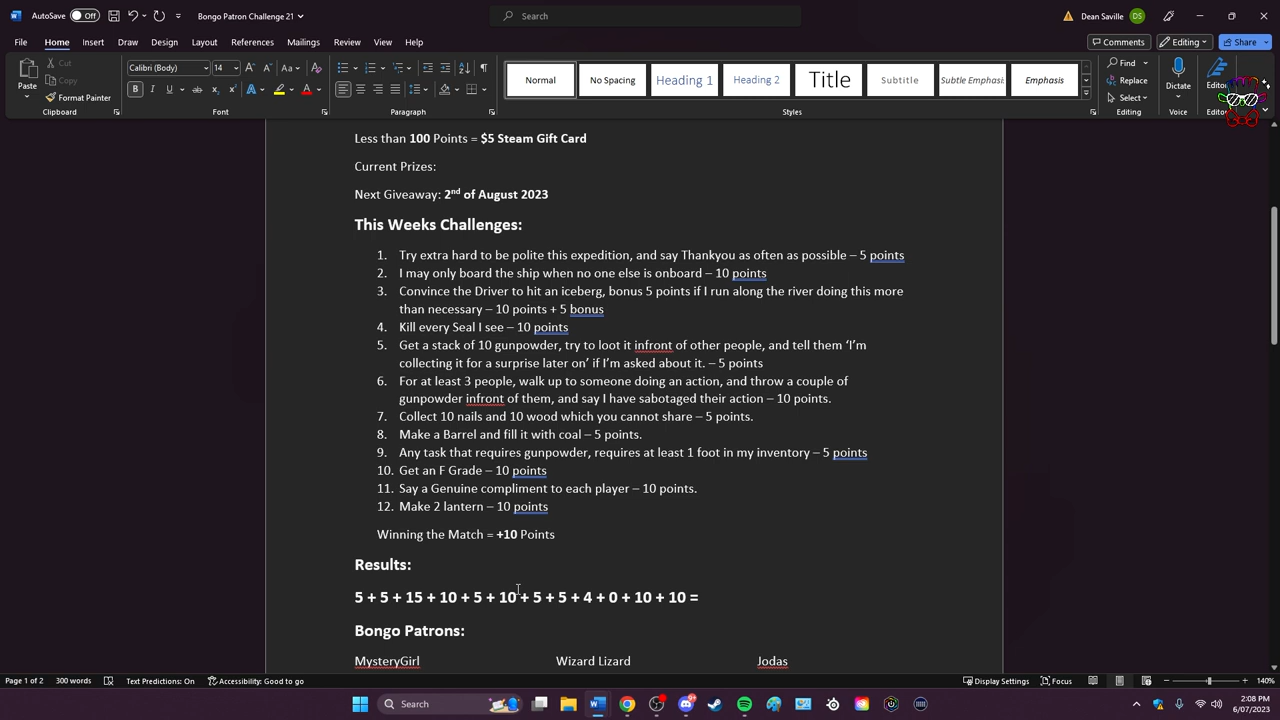 AutoSave Off Bongo Patron Challenge 21 Search Dean Saville DS
File Home Insert Draw Design Layout References Mailings Review View Help Comments Editing Share
Paste Cut Copy Format Painter Calibri (Body) 14 Normal No Spacing Heading 1 Heading 2 Title Subtitle Subtle Emphasis Emphasis Find Replace Select Dictate Editor
Clipboard Font Paragraph Styles Editing Voice Editor
Less than 100 Points = $5 Steam Gift Card
Current Prizes:
Next Giveaway: 2nd of August 2023
This Weeks Challenges:
1. Try extra hard to be polite this expedition, and say Thankyou as often as possible – 5 points
2. I may only board the ship when no one else is onboard – 10 points
3. Convince the Driver to hit an iceberg, bonus 5 points if I run along the river doing this more
than necessary – 10 points + 5 bonus
4. Kill every Seal I see – 10 points
5. Get a stack of 10 gunpowder, try to loot it infront of other people, and tell them ‘I’m
collecting it for a surprise later on’ if I’m asked about it. – 5 points
6. For at least 3 people, walk up to someone doing an action, and throw a couple of
gunpowder infront of them, and say I have sabotaged their action – 10 points.
7. Collect 10 nails and 10 wood which you cannot share – 5 points.
8. Make a Barrel and fill it with coal – 5 points.
9. Any task that requires gunpowder, requires at least 1 foot in my inventory – 5 points
10. Get an F Grade – 10 points
11. Say a Genuine compliment to each player – 10 points.
12. Make 2 lantern – 10 points
Winning the Match = +10 Points
Results:
5 + 5 + 15 + 10 + 5 + 10 + 5 + 5 + 4 + 0 + 10 + 10 =
Bongo Patrons:
MysteryGirl Wizard Lizard Jodas
Page 1 of 2 300 words Text Predictions: On Accessibility: Good to go Display Settings Focus 140%
Search 2:08 PM
6/07/2023